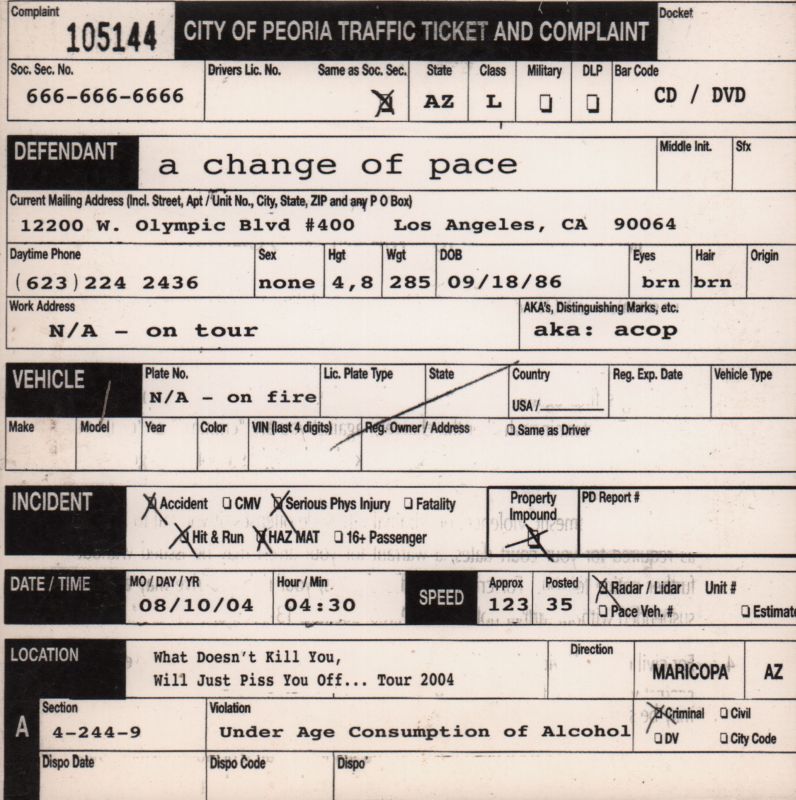 Complaint
105144 CITY OF PEORIA TRAFFIC TICKET AND COMPLAINT Docket
Soc. Sec. No. Drivers Lic. No. Same as Soc. Sec. State Class Military DLP Bar Code
666-666-6666 AZ L CD / DVD
DEFENDANT a change of pace Middle Init. Sfx
Current Mailing Address (Incl. Street, Apt / Unit No., City, State, ZIP and any P O Box)
12200 W. Olympic Blvd #400 Los Angeles, CA 90064
Daytime Phone Sex Hgt Wgt DOB Eyes Hair Origin
(623)224 2436 none 4,8 285 09/18/86 brn brn
Work Address AKA's, Distinguishing Marks, etc.
N/A - on tour aka: acop
VEHICLE Plate No. Lic. Plate Type State Country Reg. Exp. Date Vehicle Type
N/A - on fire USA /
Make Model Year Color VIN (last 4 digits) Reg. Owner / Address Same as Driver
INCIDENT Accident CMV Serious Phys Injury Fatality Property Impound PD Report #
Hit & Run HAZ MAT 16+ Passenger
DATE / TIME MO / DAY / YR Hour / Min SPEED Approx Posted Radar / Lidar Unit #
08/10/04 04:30 123 35 Pace Veh. # Estimate
LOCATION What Doesn't Kill You, Direction
Will Just Piss You Off... Tour 2004 MARICOPA AZ
A Section Violation Criminal Civil
4-244-9 Under Age Consumption of Alcohol DV City Code
Dispo Date Dispo Code Dispo